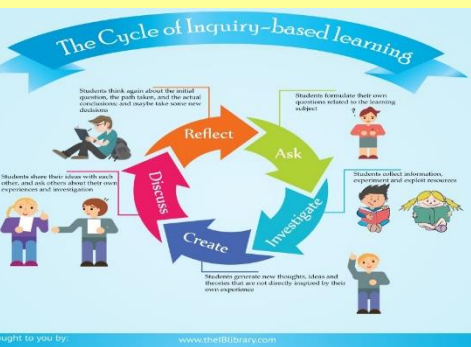 The Cycle of Inquiry-based learning
Students think again about the initial
question, the path taken, and the actual
conclusions; and maybe take some new
decisions
Reflect
Students formulate their own
questions related to the learning
subject
?
Ask
Students share their ideas with each
other, and ask others about their own
experiences and investigation
Discuss
Students collect information,
experiment and exploit resources
Investigate
Create
Students generate new thoughts, ideas and
theories that are not directly inspired by their
own experience
ought to you by:
www.theIBlibrary.com